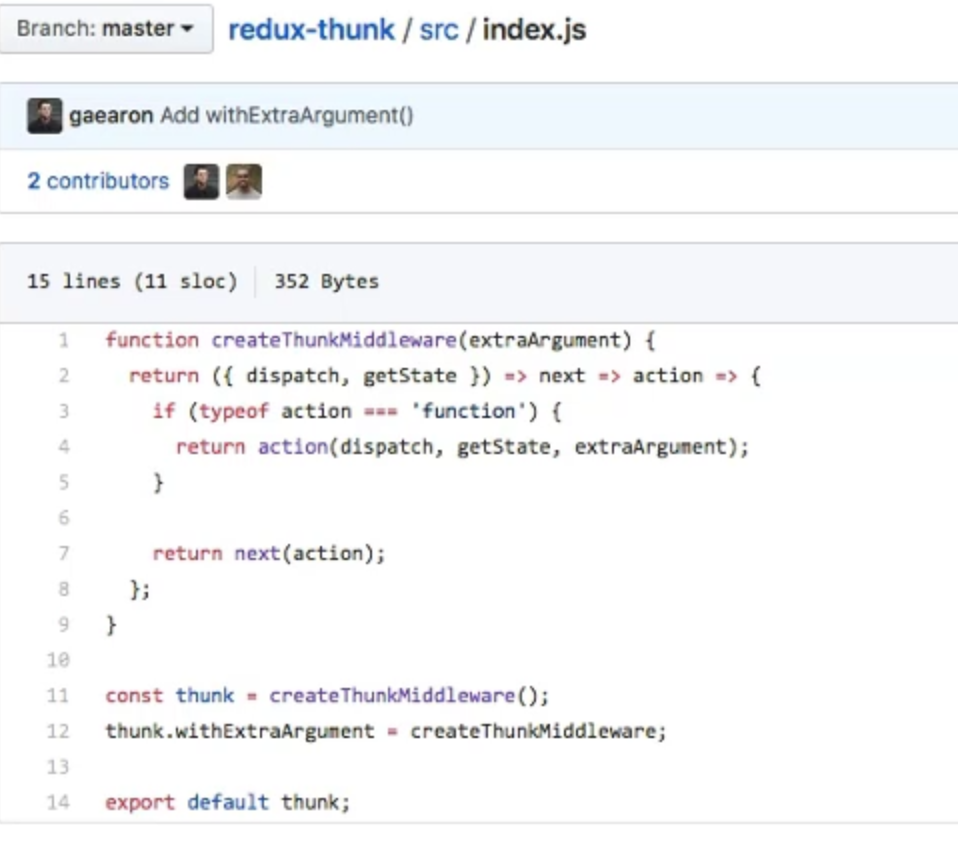 Branch: master redux-thunk / src / index.js
gaearon Add withExtraArgument()
2 contributors
15 lines (11 sloc) 352 Bytes
1 function createThunkMiddleware(extraArgument) {
2 return ({ dispatch, getState }) => next => action => {
3 if (typeof action === 'function') {
4 return action(dispatch, getState, extraArgument);
5 }
6
7 return next(action);
8 };
9 }
10
11 const thunk = createThunkMiddleware();
12 thunk.withExtraArgument = createThunkMiddleware;
13
14 export default thunk;